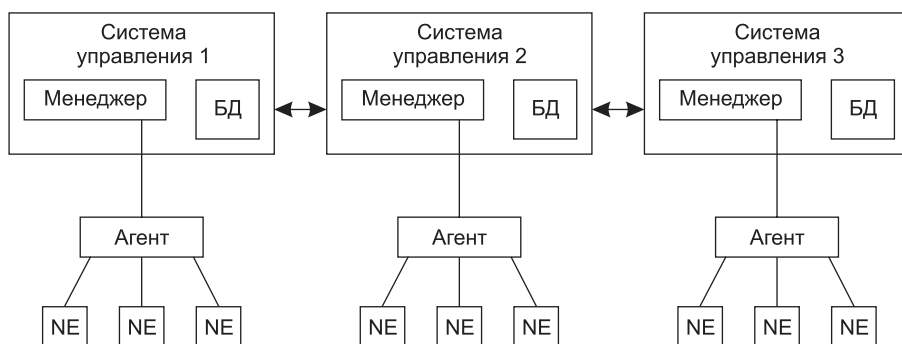 Система
управления 1
Менеджер
БД
Система
управления 2
Менеджер
БД
Система
управления 3
Менеджер
БД
Агент
Агент
Агент
NE
NE
NE
NE
NE
NE
NE
NE
NE